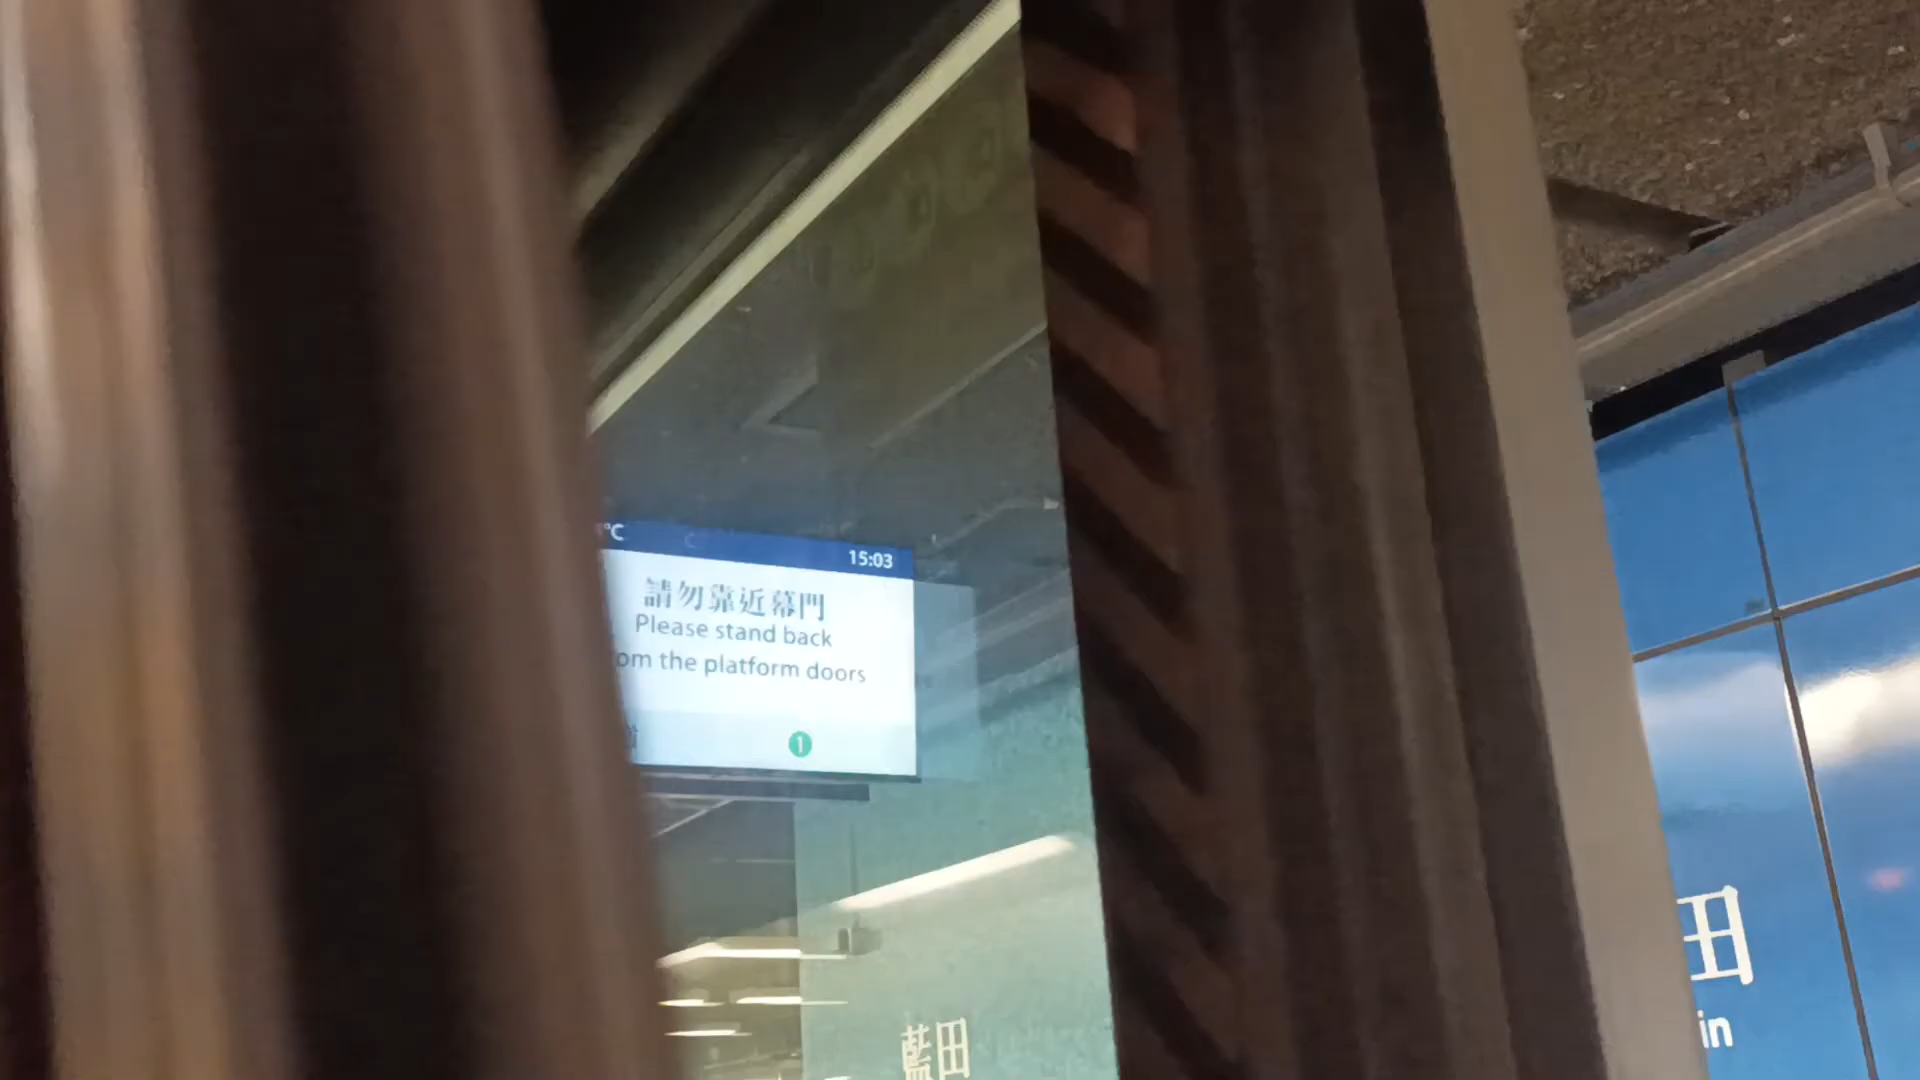 °C
15:03
請勿靠近幕門
Please stand back
om the platform doors
1
藍田
田
in